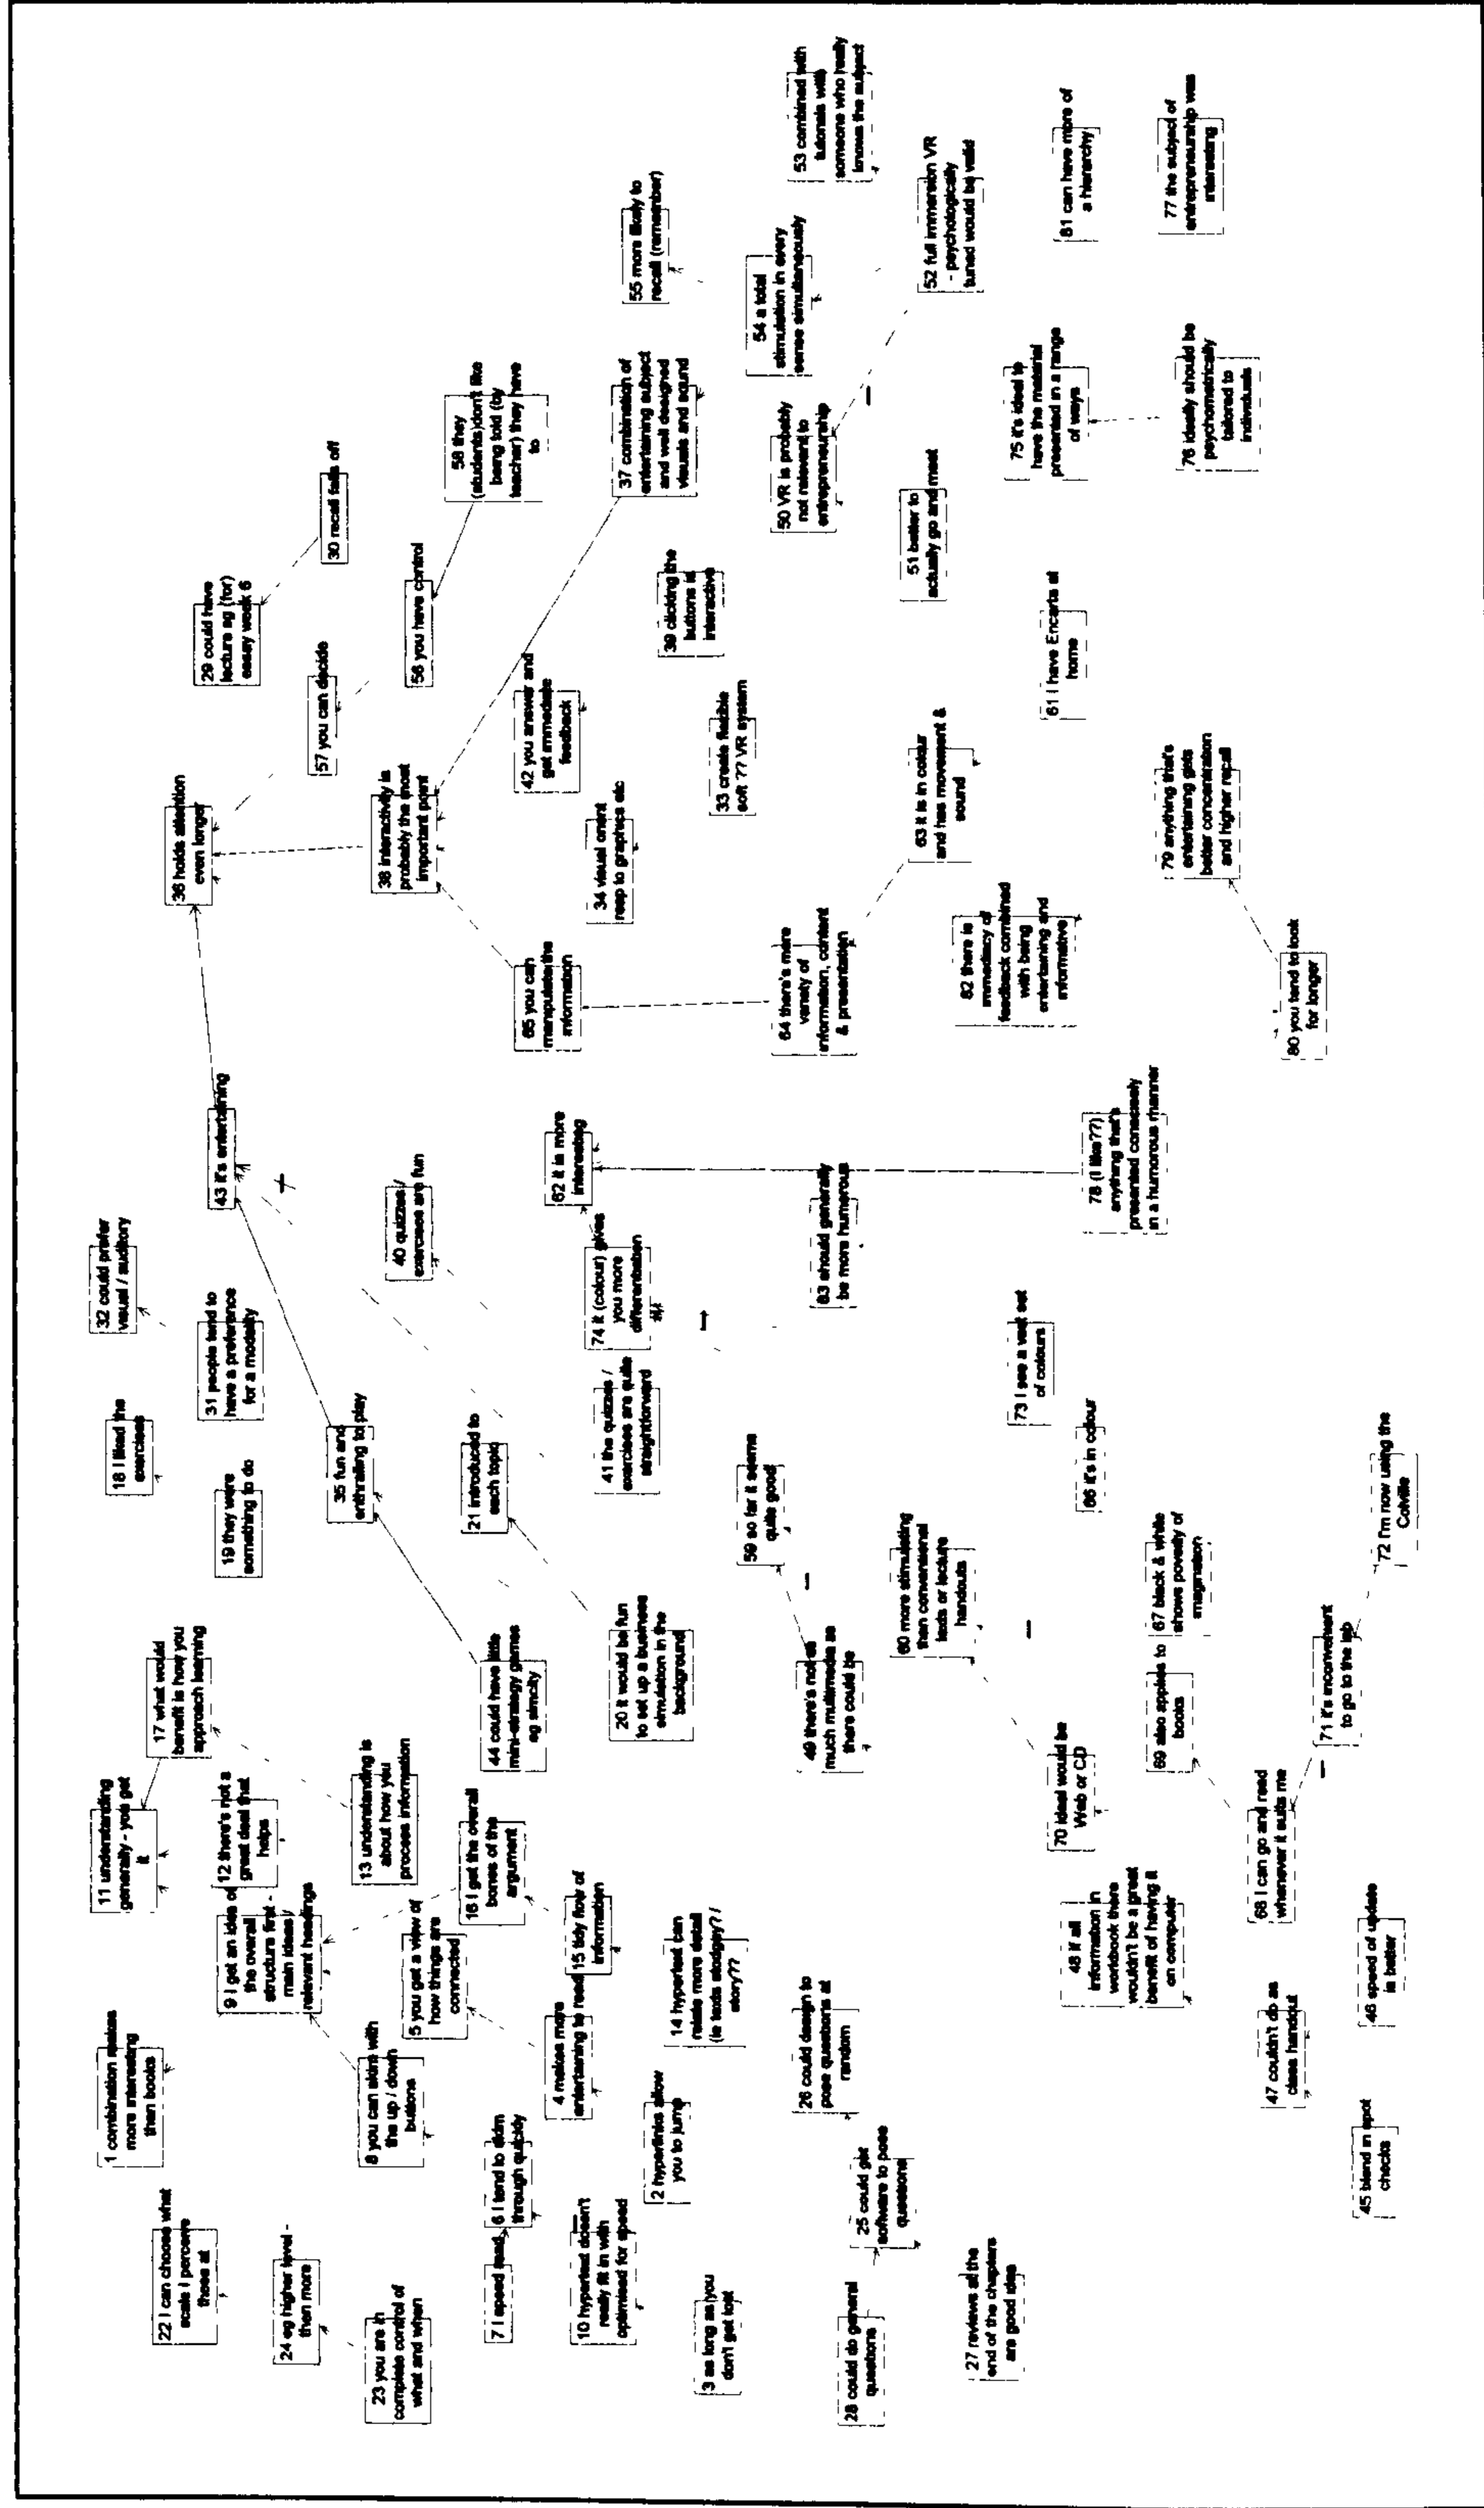 1 combination makes
more interesting
then books
11 understanding
generally - you get
it
17 what would
benefit is how you
approach learning
18 I liked the
exercises
32 could prefer
visual / auditory
36 holds attention
even longer
29 could have
lecture eg (for)
essay week 6
22 I can choose what
scale I perceive
these at
9 I get an idea of
the overall
structure first -
main ideas /
relevant headings
12 there's not a
great deal that
helps
19 they were
something to do
31 people tend to
have a preference
for a modality
43 it's entertaining
+
57 you can decide
30 recall falls off
24 eg higher level -
then more
8 you can skim with
the up / down
buttons
13 understanding is
about how you
process information
35 fun and
enthralling to play
40 quizzes /
exercises are fun
38 interactivity is
probably the most
important point
56 you have control
58 they
(students)don't like
being told (by
teacher) they have
to
23 you are in
complete control of
what and when
5 you get a view of
how things are
connected
16 I get the overall
bones of the
argument
44 could have little
mini-strategy games
eg simcity
21 introduced to
each topic
7 I speed read
6 I tend to skim
through quickly
4 makes more
entertaining to read
15 tidy flow of
information
20 it would be fun
to set up a business
simulation in the
background
41 the quizzes /
exercises are quite
straightforward
74 it (colour) gives
you more
differentiation
62 it is more
interesting
65 you can
manipulate the
information
34 visual orient
resp to graphics etc
42 you answer and
get immediate
feedback
37 combination of
entertaining subject
and well designed
visuals and sound
55 more likely to
recall (remember)
10 hypertext doesn't
really fit in with
optimised for speed
-
2 hyperlinks allow
you to jump
14 hypertext can
relate more detail
(ie texts stodgey? /
story??
39 clicking the
buttons is
interactive
3 as long as you
don't get lost
33 create flexible
soft ?? VR system
59 so far it seems
quite good
-
-
54 a total
stimulation in every
sense simultaneously
53 combined with
tutorials with
someone who really
knows the subject
26 could design to
pose questions at
random
49 there's not as
much multimedia as
there could be
83 should generally
be more humerous
64 there's more
variety of
information, content
& presentation
50 VR is probably
not relevant to
entrepreneurship
-
28 could do general
questions
25 could get
software to pose
questions
60 more stimulating
than conventional
texts or lecture
handouts
-
63 it is in colour
and has movement &
sound
51 better to
actually go and meet
52 full immersion VR
- psychologically
tuned would be valid
27 reviews at the
end of the chapters
are good idea
73 I see a vast set
of colours
82 there is
immediacy of
feedback combined
with being
entertaining and
informative
61 I have Encarta at
home
75 it's ideal to
have the material
presented in a range
of ways
81 can have more of
a hierarchy
48 if all
information in
workbook there
wouldn't be a great
benefit of having it
on computer
70 ideal would be
Web or CD
66 it's in colour
78 (I like??)
anything that's
presented consciesely
in a humorous manner
69 also applies to
books
67 black & white
shows poverty of
imagination
79 anything that's
entertaining gets
better concentration
and higher recall
76 ideally should be
psychometrically
tailored to
individuals
77 the subject of
entrepreneurship was
interesting
47 couldn't do as
class handout
68 I can go and read
whenever it suits me
-
71 it's inconvenient
to go to the lab
80 you tend to look
for longer
45 blend in spot
checks
46 speed of update
is better
72 I'm now using the
Colville